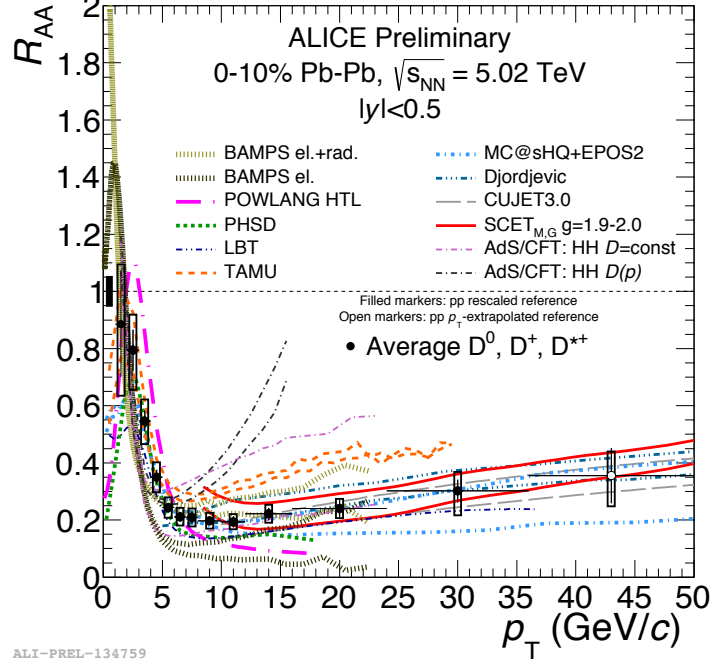 R_AA
2
1.8
1.6
1.4
1.2
1
0.8
0.6
0.4
0.2
0
ALICE Preliminary
0-10% Pb-Pb, √s_NN = 5.02 TeV
|y|<0.5
BAMPS el.+rad.
BAMPS el.
POWLANG HTL
PHSD
LBT
TAMU
MC@sHQ+EPOS2
Djordjevic
CUJET3.0
SCET_M,G g=1.9-2.0
AdS/CFT: HH D=const
AdS/CFT: HH D(p)
Filled markers: pp rescaled reference
Open markers: pp p_T-extrapolated reference
Average D⁰, D⁺, D*⁺
0 5 10 15 20 25 30 35 40 45 50
p_T (GeV/c)
ALI-PREL-134759